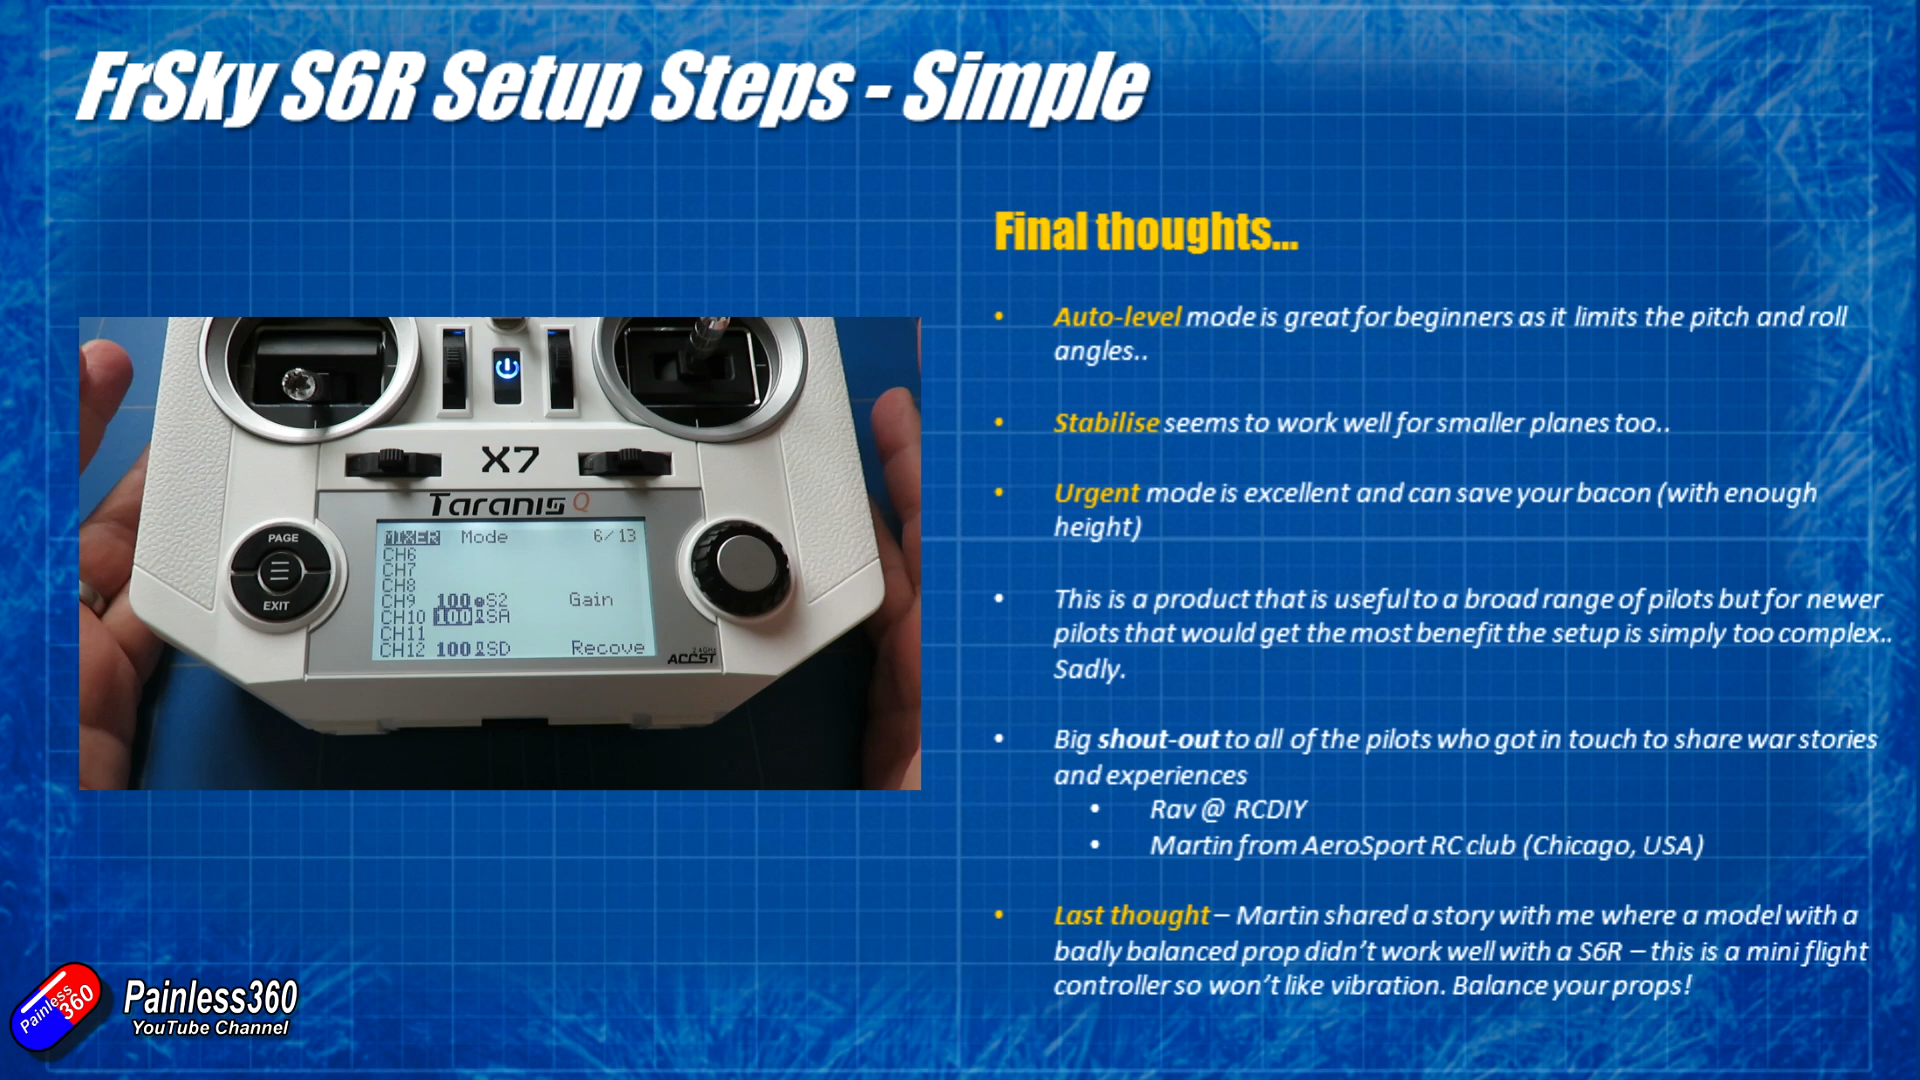 FrSky S6R Setup Steps - Simple
Final thoughts...
• Auto-level mode is great for beginners as it limits the pitch and roll
angles..
• Stabilise seems to work well for smaller planes too..
• Urgent mode is excellent and can save your bacon (with enough
height)
• This is a product that is useful to a broad range of pilots but for newer
pilots that would get the most benefit the setup is simply too complex..
Sadly.
• Big shout-out to all of the pilots who got in touch to share war stories
and experiences
• Rav @ RCDIY
• Martin from AeroSport RC club (Chicago, USA)
• Last thought – Martin shared a story with me where a model with a
badly balanced prop didn't work well with a S6R – this is a mini flight
controller so won't like vibration. Balance your props!
X7
Taranis Q
PAGE
EXIT
MIXER Mode 6/13
CH6
CH7
CH8
CH9 100 S2 Gain
CH10 100 SA
CH11
CH12 100 SD Recove
2.4GHz
ACCST
Painless
360
Painless360
YouTube Channel